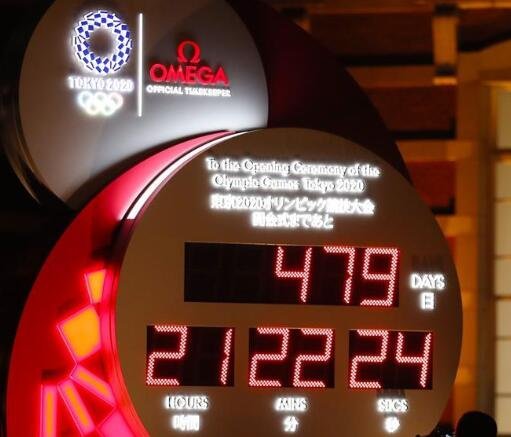 TOKYO 2020
Ω
OMEGA
OFFICIAL TIMEKEEPER
To the Opening Ceremony of the
Olympic Games Tokyo 2020
東京2020オリンピック競技大会
開会式まであと
479 DAYS
日
21 22 24
HOURS MINS SECS
時間 分 秒